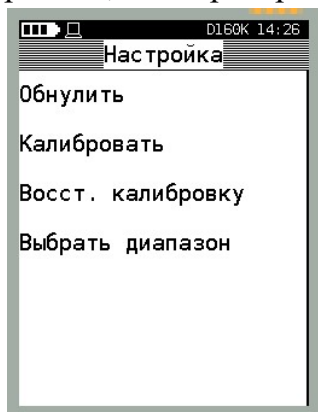 D160K 14:26
Настройка
Обнулить
Калибровать
Восст. калибровку
Выбрать диапазон